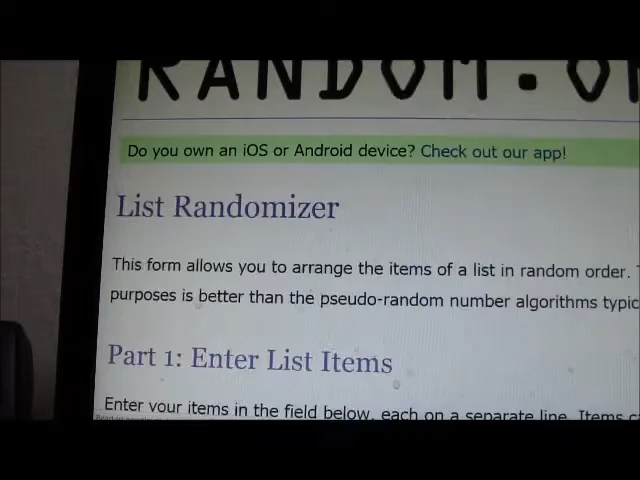 RANDOM.O
Do you own an iOS or Android device? Check out our app!
List Randomizer
This form allows you to arrange the items of a list in random order.
purposes is better than the pseudo-random number algorithms typic
Part 1: Enter List Items
Enter your items in the field below, each on a separate line. Items c